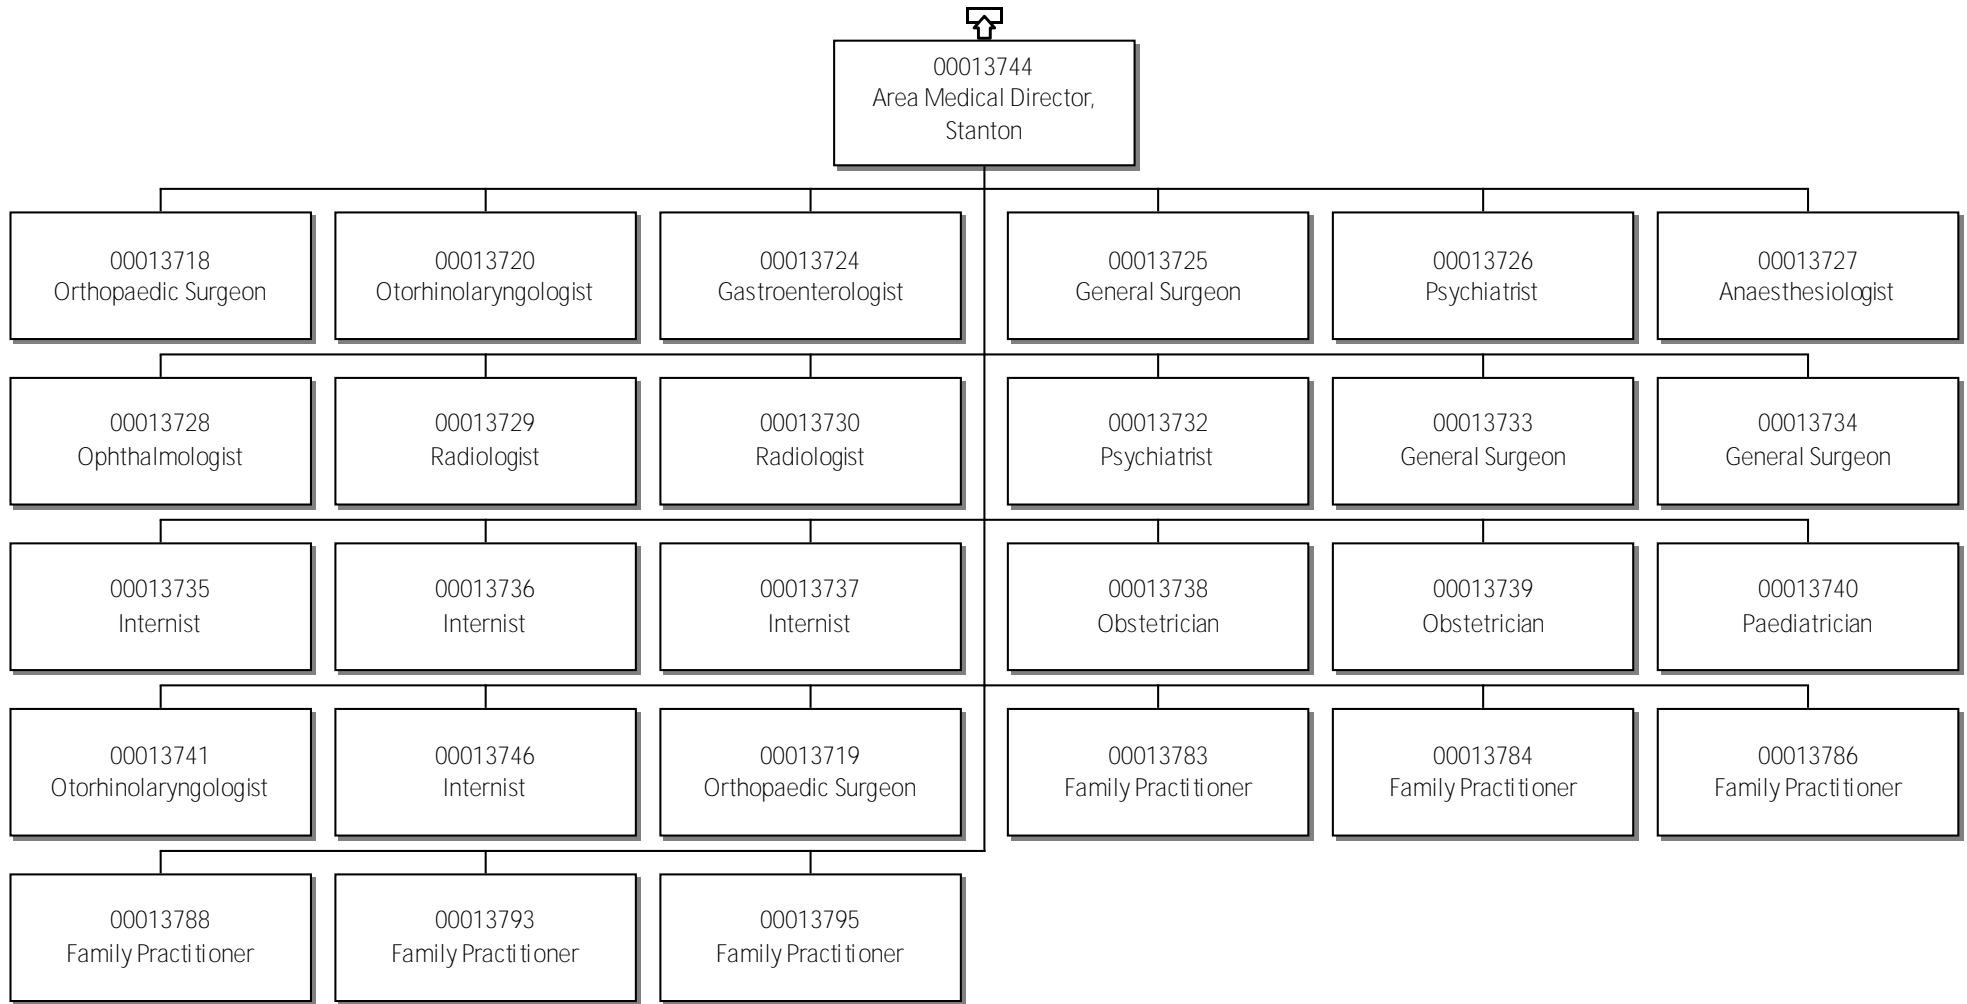 00013744
Area Medical Director,
Stanton
00013718
Orthopaedic Surgeon
00013720
Otorhinolaryngologist
00013724
Gastroenterologist
00013725
General Surgeon
00013726
Psychiatrist
00013727
Anaesthesiologist
00013728
Ophthalmologist
00013729
Radiologist
00013730
Radiologist
00013732
Psychiatrist
00013733
General Surgeon
00013734
General Surgeon
00013735
Internist
00013736
Internist
00013737
Internist
00013738
Obstetrician
00013739
Obstetrician
00013740
Paediatrician
00013741
Otorhinolaryngologist
00013746
Internist
00013719
Orthopaedic Surgeon
00013783
Family Practitioner
00013784
Family Practitioner
00013786
Family Practitioner
00013788
Family Practitioner
00013793
Family Practitioner
00013795
Family Practitioner